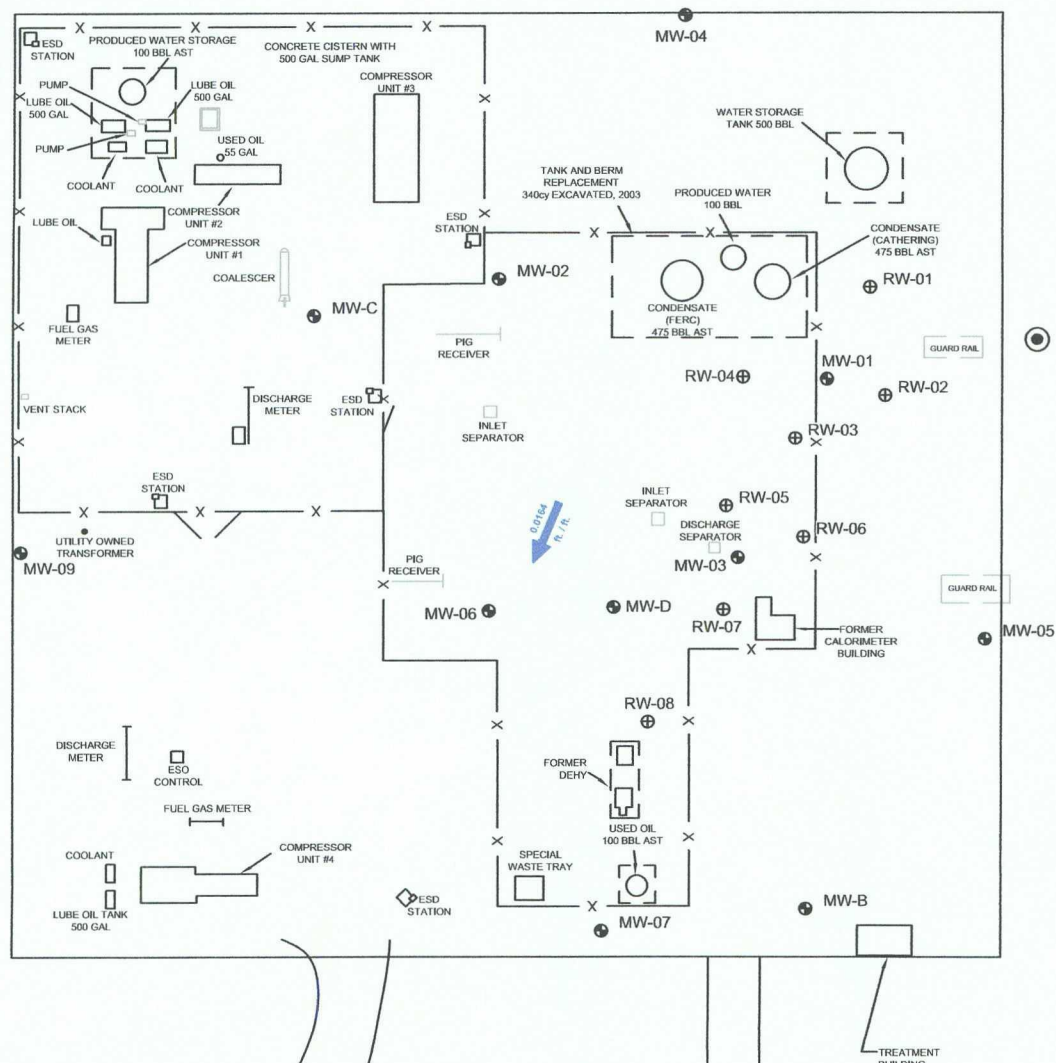 MW-04
ESD
STATION
PRODUCED WATER STORAGE
100 BBL AST
CONCRETE CISTERN WITH
500 GAL SUMP TANK
COMPRESSOR
UNIT #3
PUMP
LUBE OIL
500 GAL
LUBE OIL
500 GAL
PUMP
USED OIL
55 GAL
COOLANT
COOLANT
WATER STORAGE
TANK 500 BBL
TANK AND BERM
REPLACEMENT
340cy EXCAVATED, 2003
PRODUCED WATER
100 BBL
LUBE OIL
COMPRESSOR
UNIT #2
COMPRESSOR
UNIT #1
ESD
STATION
CONDENSATE
(CATHERING)
475 BBL AST
COALESCER
MW-02
RW-01
MW-C
CONDENSATE
(FERC)
475 BBL AST
FUEL GAS
METER
PIG
RECEIVER
GUARD RAIL
RW-04
MW-01
RW-02
VENT STACK
DISCHARGE
METER
ESD
STATION
INLET
SEPARATOR
RW-03
ESD
STATION
INLET
SEPARATOR
RW-05
0.0164
ft. / ft.
DISCHARGE
SEPARATOR
RW-06
UTILITY OWNED
TRANSFORMER
MW-09
PIG
RECEIVER
MW-03
GUARD RAIL
MW-06
MW-D
RW-07
FORMER
CALORIMETER
BUILDING
MW-05
RW-08
DISCHARGE
METER
ESO
CONTROL
FORMER
DEHY
FUEL GAS METER
USED OIL
100 BBL AST
COOLANT
COMPRESSOR
UNIT #4
SPECIAL
WASTE TRAY
LUBE OIL TANK
500 GAL
ESD
STATION
MW-07
MW-B
TREATMENT
BUILDING